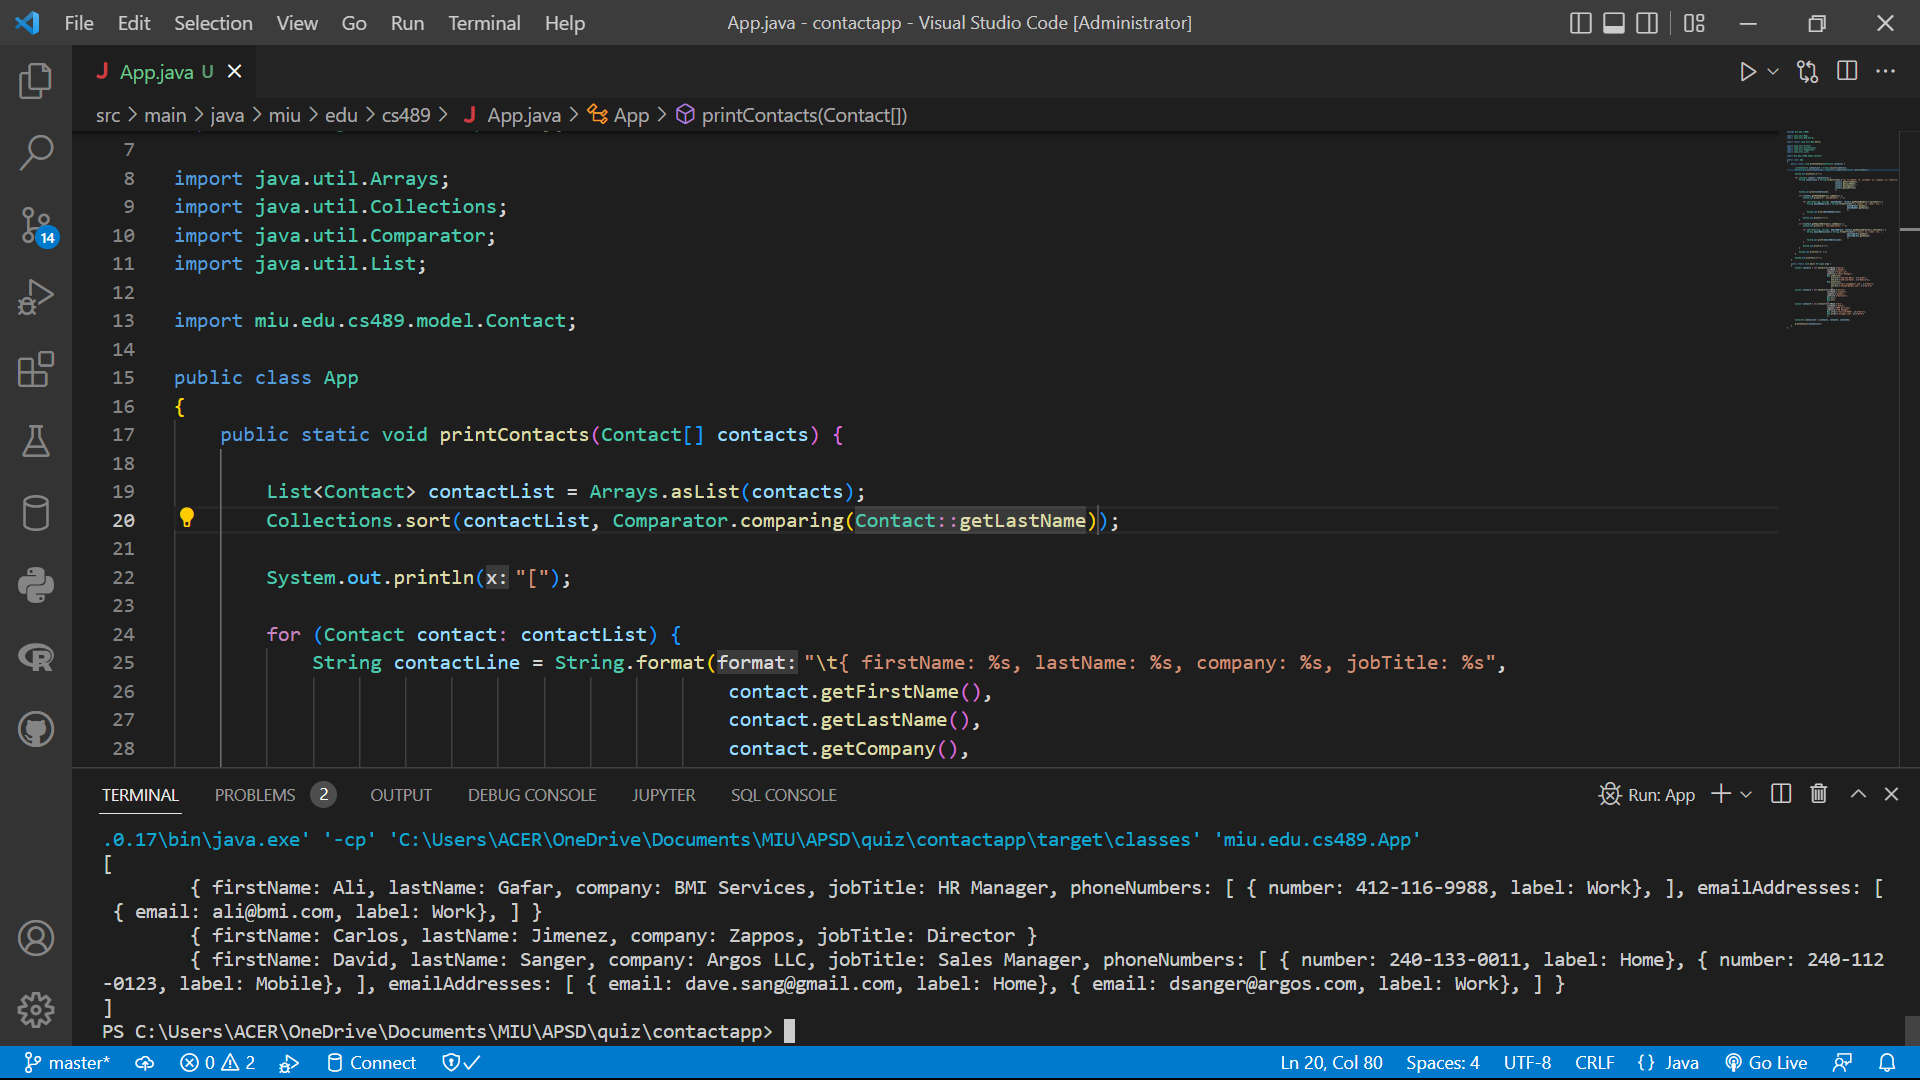 File Edit Selection View Go Run Terminal Help
App.java - contactapp - Visual Studio Code [Administrator]
J App.java U
src > main > java > miu > edu > cs489 > J App.java > App > printContacts(Contact[])
7
8 import java.util.Arrays;
9 import java.util.Collections;
10 import java.util.Comparator;
11 import java.util.List;
12
13 import miu.edu.cs489.model.Contact;
14
15 public class App
16 {
17 public static void printContacts(Contact[] contacts) {
18
19 List<Contact> contactList = Arrays.asList(contacts);
20 Collections.sort(contactList, Comparator.comparing(Contact::getLastName));
21
22 System.out.println(x: "[");
23
24 for (Contact contact: contactList) {
25 String contactLine = String.format(format: "\t{ firstName: %s, lastName: %s, company: %s, jobTitle: %s",
26 contact.getFirstName(),
27 contact.getLastName(),
28 contact.getCompany(),
14
TERMINAL PROBLEMS 2 OUTPUT DEBUG CONSOLE JUPYTER SQL CONSOLE
Run: App
.0.17\bin\java.exe' '-cp' 'C:\Users\ACER\OneDrive\Documents\MIU\APSD\quiz\contactapp\target\classes' 'miu.edu.cs489.App'
[
{ firstName: Ali, lastName: Gafar, company: BMI Services, jobTitle: HR Manager, phoneNumbers: [ { number: 412-116-9988, label: Work}, ], emailAddresses: [
{ email: ali@bmi.com, label: Work}, ] }
{ firstName: Carlos, lastName: Jimenez, company: Zappos, jobTitle: Director }
{ firstName: David, lastName: Sanger, company: Argos LLC, jobTitle: Sales Manager, phoneNumbers: [ { number: 240-133-0011, label: Home}, { number: 240-112
-0123, label: Mobile}, ], emailAddresses: [ { email: dave.sang@gmail.com, label: Home}, { email: dsanger@argos.com, label: Work}, ] }
]
PS C:\Users\ACER\OneDrive\Documents\MIU\APSD\quiz\contactapp>
master* 0 2 Connect
Ln 20, Col 80 Spaces: 4 UTF-8 CRLF {} Java Go Live